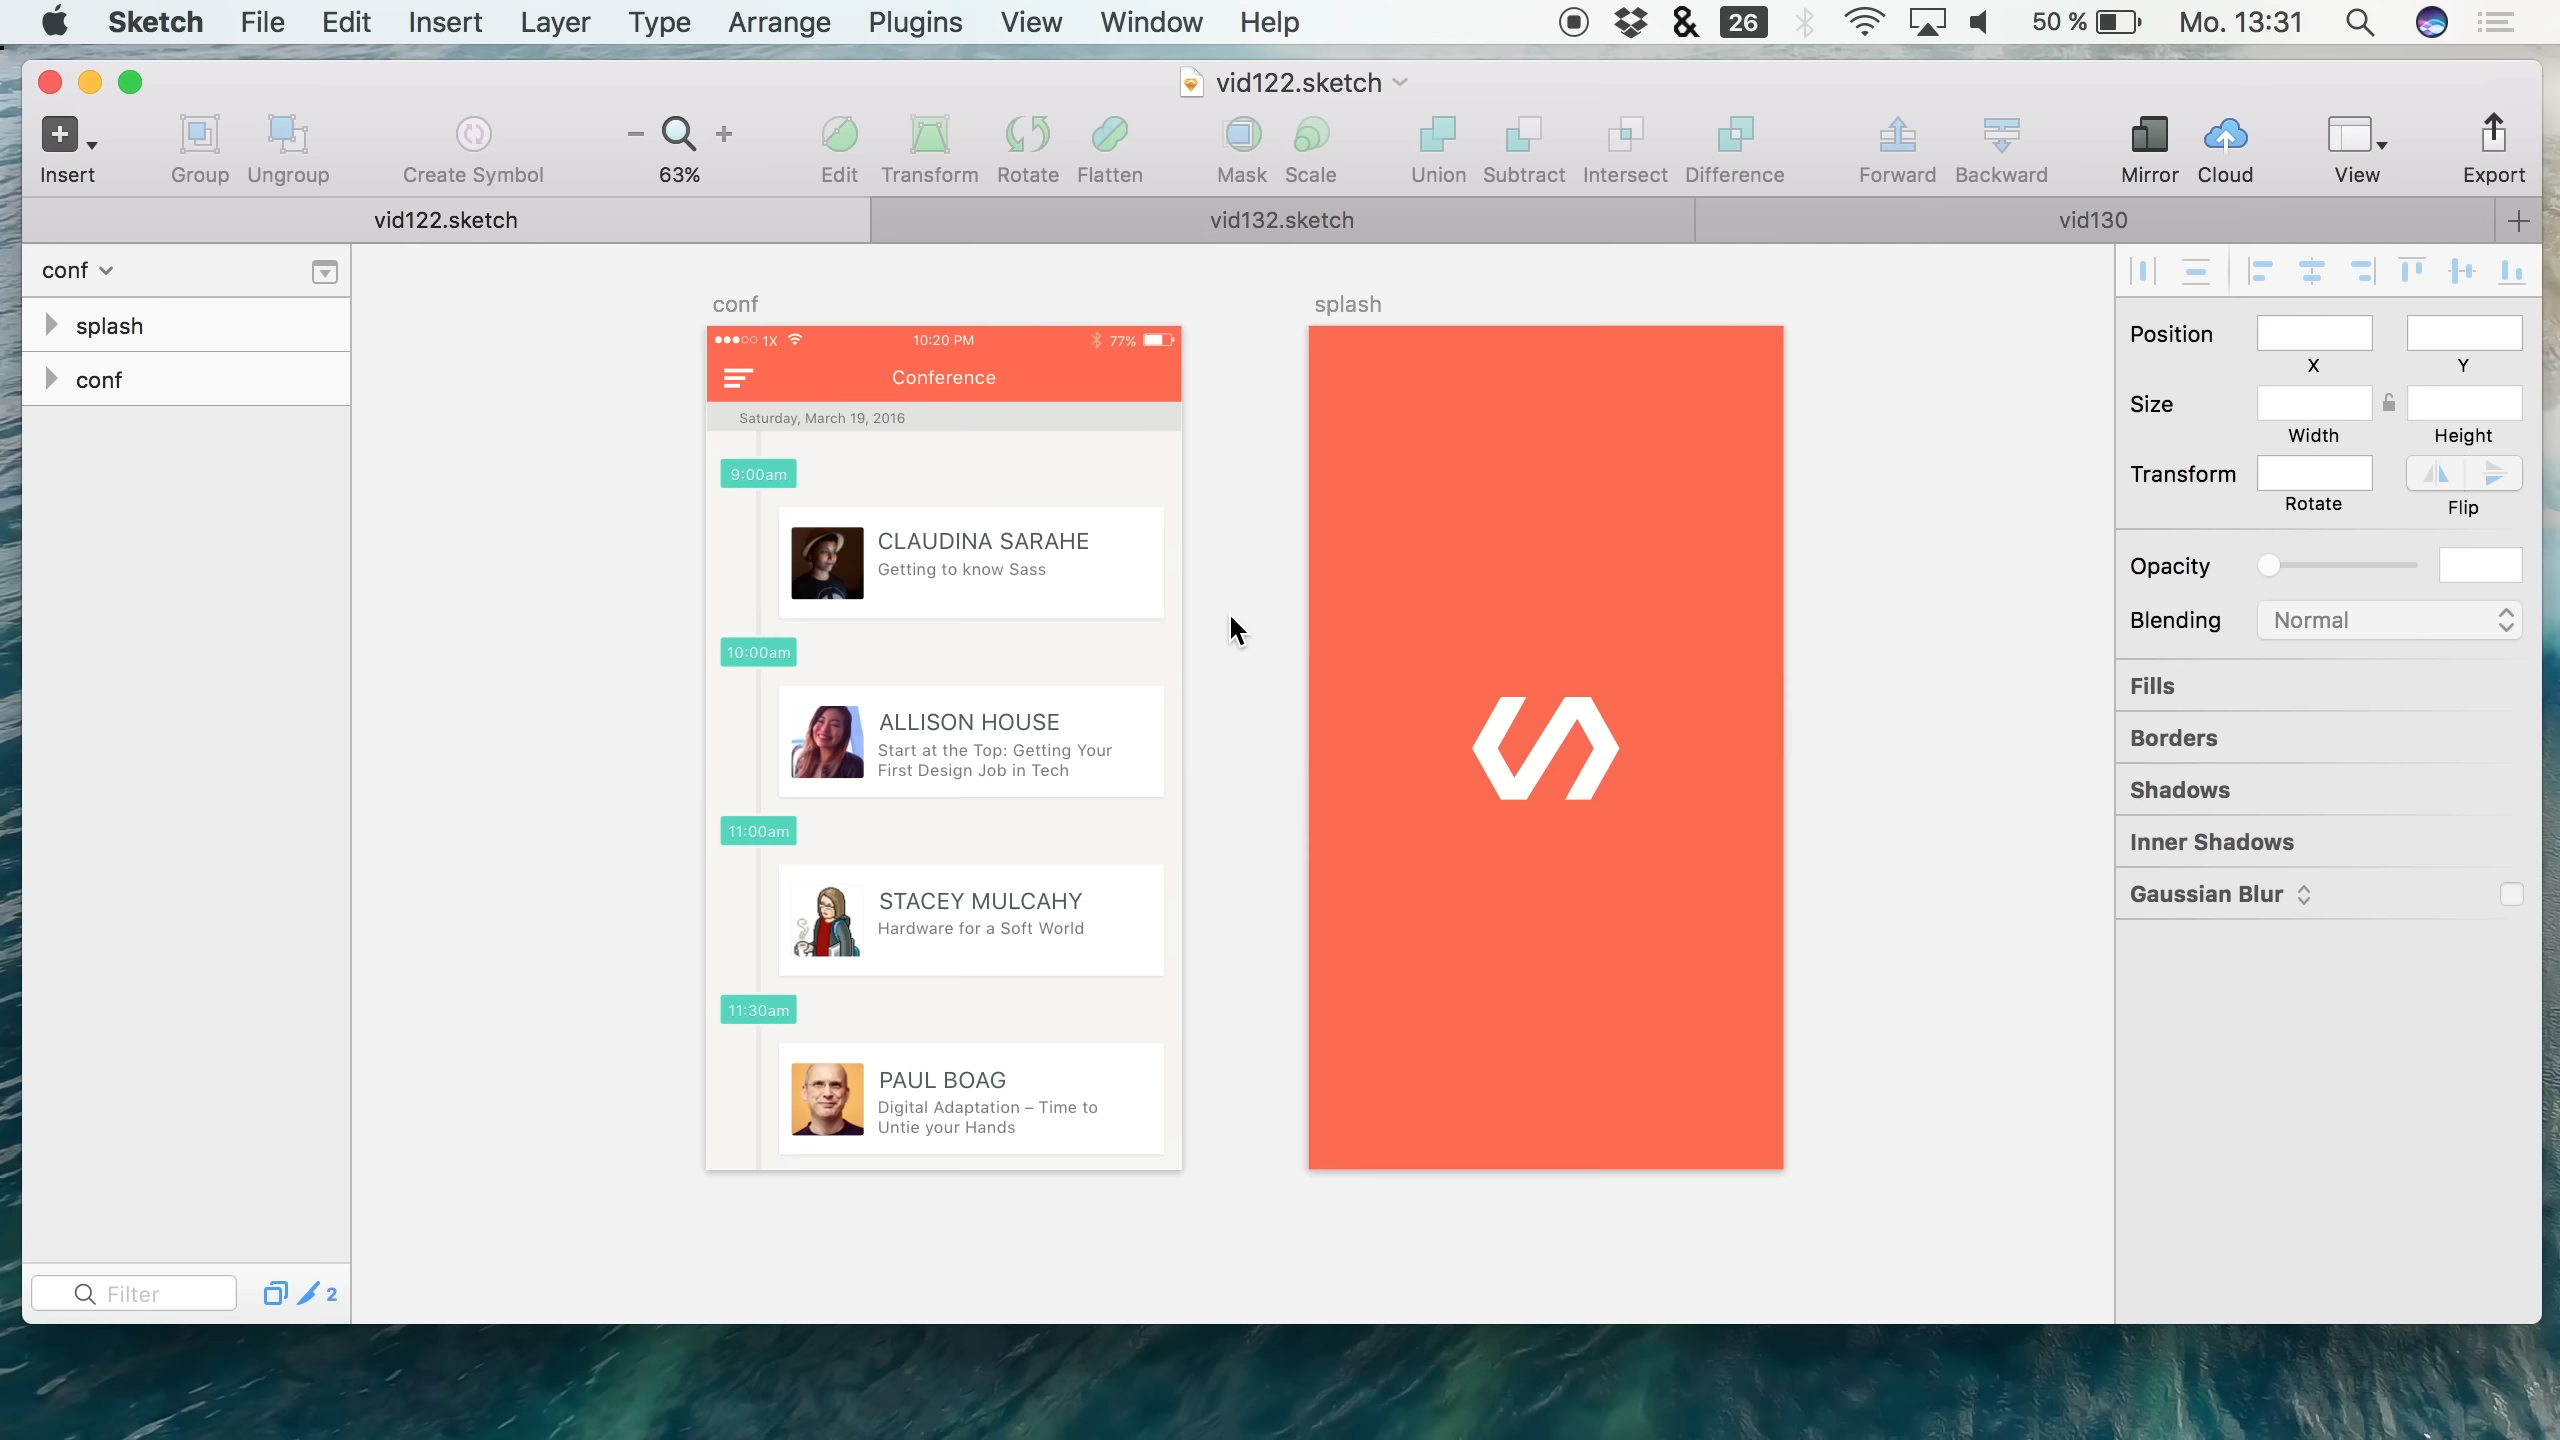 Sketch File Edit Insert Layer Type Arrange Plugins View Window Help & 26 50 % Mo. 13:31
vid122.sketch
Insert Group Ungroup Create Symbol 63% Edit Transform Rotate Flatten Mask Scale Union Subtract Intersect Difference Forward Backward Mirror Cloud View Export
vid122.sketch vid132.sketch vid130
conf
splash
conf
Filter 2
conf
1X 10:20 PM 77%
Conference
Saturday, March 19, 2016
9:00am
CLAUDINA SARAHE
Getting to know Sass
10:00am
ALLISON HOUSE
Start at the Top: Getting Your
First Design Job in Tech
11:00am
STACEY MULCAHY
Hardware for a Soft World
11:30am
PAUL BOAG
Digital Adaptation – Time to
Untie your Hands
splash
Position
X Y
Size
Width Height
Transform
Rotate Flip
Opacity
Blending Normal
Fills
Borders
Shadows
Inner Shadows
Gaussian Blur